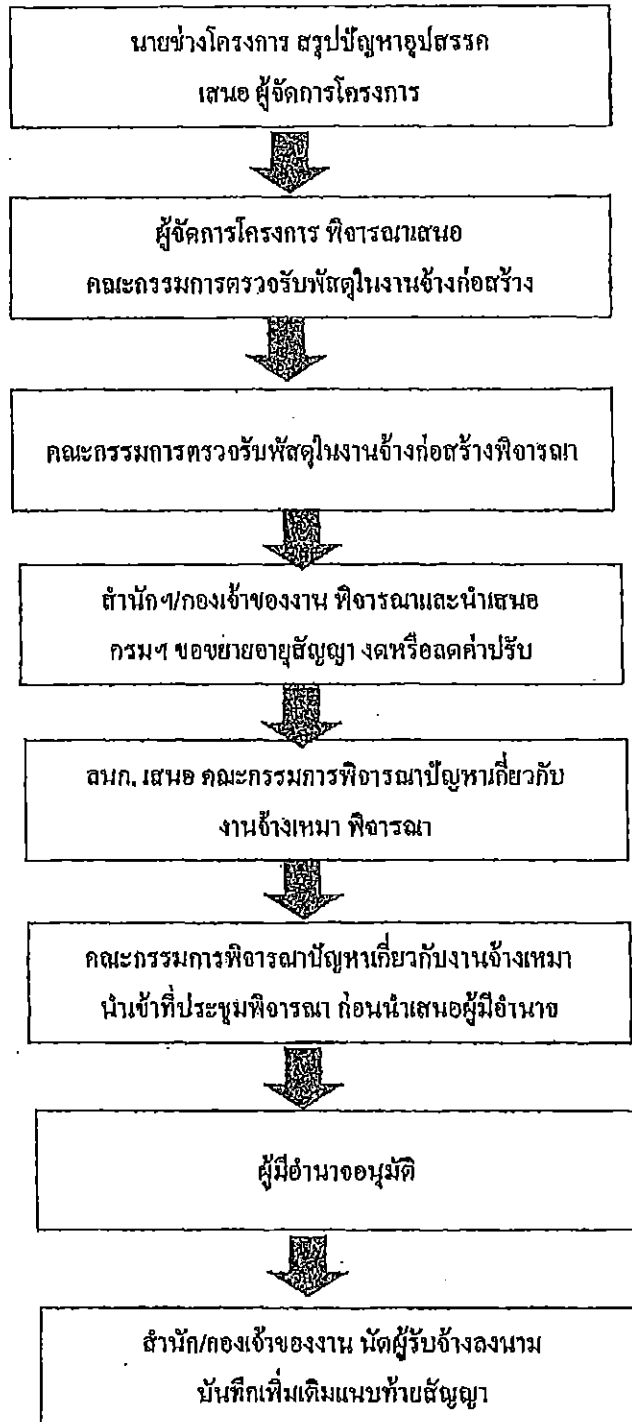 นายช่างโครงการ สรุปปัญหาอุปสรรค
เสนอ ผู้จัดการโครงการ
ผู้จัดการโครงการ พิจารณาเสนอ
คณะกรรมการตรวจรับพัสดุในงานจ้างก่อสร้าง
คณะกรรมการตรวจรับพัสดุในงานจ้างก่อสร้างพิจารณา
สำนักฯ/กองเจ้าของงาน พิจารณาและนำเสนอ
กรมฯ ขอขยายอายุสัญญา งดหรือลดค่าปรับ
ลนก. เสนอ คณะกรรมการพิจารณาปัญหาเกี่ยวกับ
งานจ้างเหมา พิจารณา
คณะกรรมการพิจารณาปัญหาเกี่ยวกับงานจ้างเหมา
นำเข้าที่ประชุมพิจารณา ก่อนนำเสนอผู้มีอำนาจ
ผู้มีอำนาจอนุมัติ
สำนัก/กองเจ้าของงาน นัดผู้รับจ้างลงนาม
บันทึกเพิ่มเติมแนบท้ายสัญญา